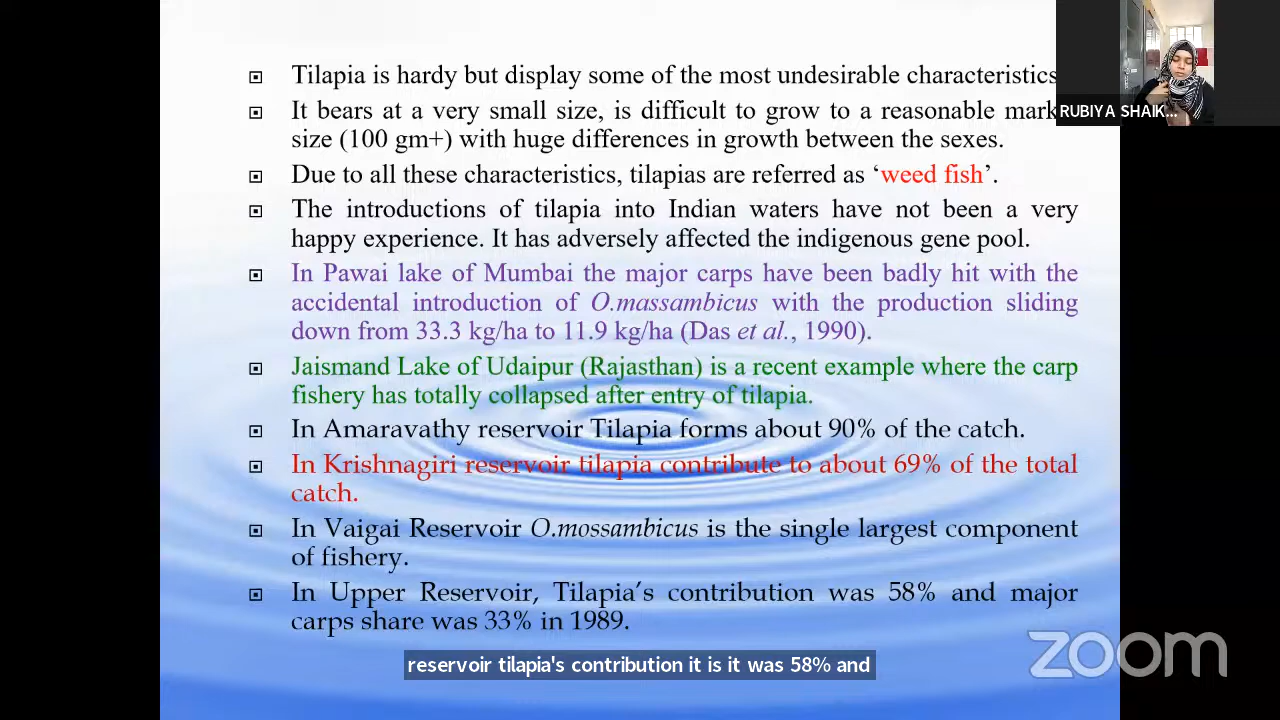 Tilapia is hardy but display some of the most undesirable characteristics
It bears at a very small size, is difficult to grow to a reasonable mark
size (100 gm+) with huge differences in growth between the sexes.
Due to all these characteristics, tilapias are referred as ‘weed fish’.
The introductions of tilapia into Indian waters have not been a very
happy experience. It has adversely affected the indigenous gene pool.
In Pawai lake of Mumbai the major carps have been badly hit with the
accidental introduction of O.massambicus with the production sliding
down from 33.3 kg/ha to 11.9 kg/ha (Das et al., 1990).
Jaismand Lake of Udaipur (Rajasthan) is a recent example where the carp
fishery has totally collapsed after entry of tilapia.
In Amaravathy reservoir Tilapia forms about 90% of the catch.
In Krishnagiri reservoir tilapia contribute to about 69% of the total
catch.
In Vaigai Reservoir O.mossambicus is the single largest component
of fishery.
In Upper Reservoir, Tilapia’s contribution was 58% and major
carps share was 33% in 1989.
RUBIYA SHAIK...
reservoir tilapia's contribution it is it was 58% and
zoom